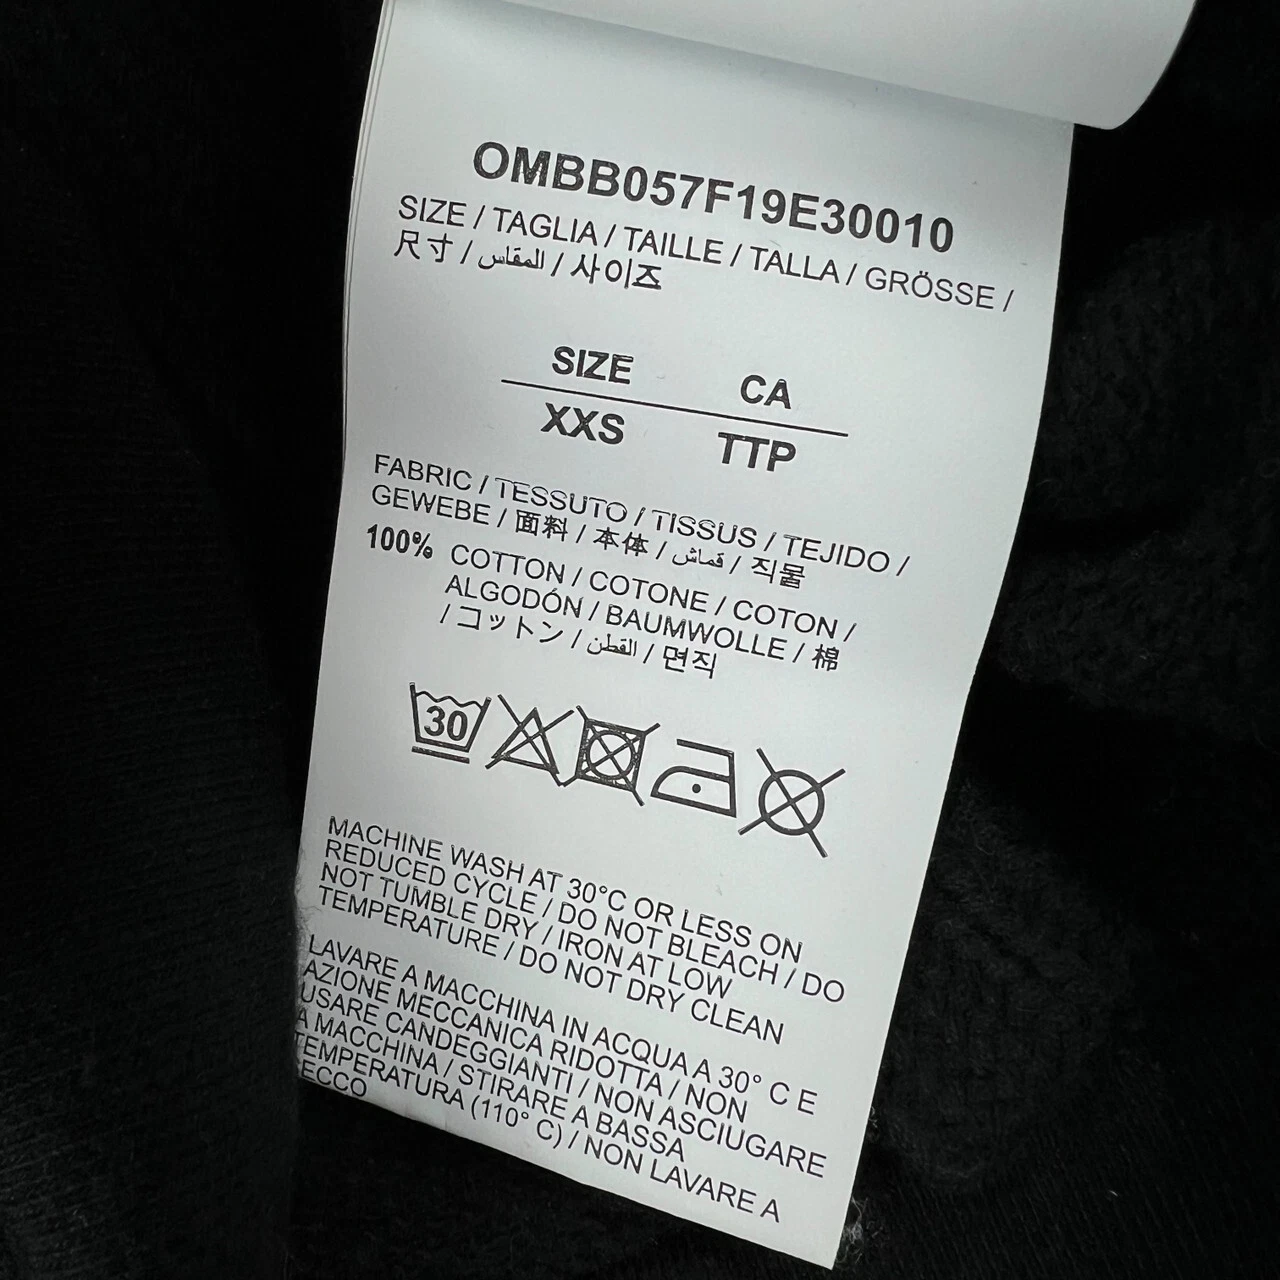 OMBB057F19E30010
SIZE / TAGLIA / TAILLE / TALLA / GRÖSSE /
尺寸 / المقاس / 사이즈
SIZE CA
XXS TTP
FABRIC / TESSUTO / TISSUS / TEJIDO /
GEWEBE / 面料 / 本体 / قماش / 직물
100% COTTON / COTONE / COTON /
ALGODÓN / BAUMWOLLE / 棉
/ コットン / القطن / 면직
30
MACHINE WASH AT 30°C OR LESS ON
REDUCED CYCLE / DO NOT BLEACH / DO
NOT TUMBLE DRY / IRON AT LOW
TEMPERATURE / DO NOT DRY CLEAN
LAVARE A MACCHINA IN ACQUA A 30° C E
AZIONE MECCANICA RIDOTTA / NON
USARE CANDEGGIANTI / NON ASCIUGARE
A MACCHINA / STIRARE A BASSA
TEMPERATURA (110° C) / NON LAVARE A
SECCO